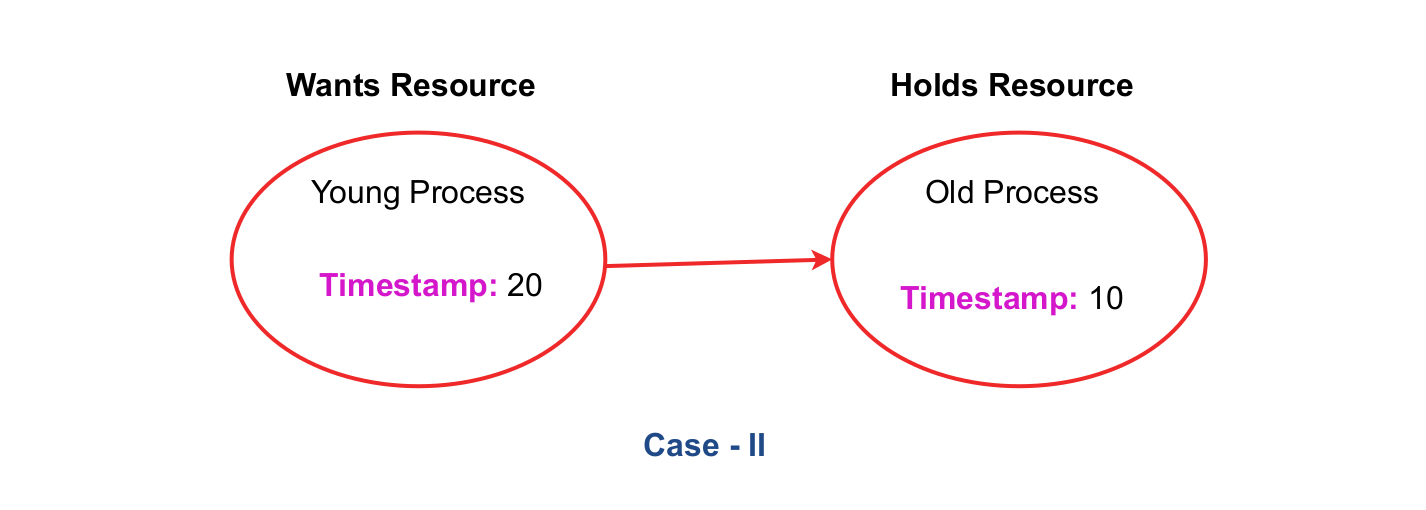 Wants Resource
Holds Resource
Young Process
Old Process
Timestamp: 20
Timestamp: 10
Case - II